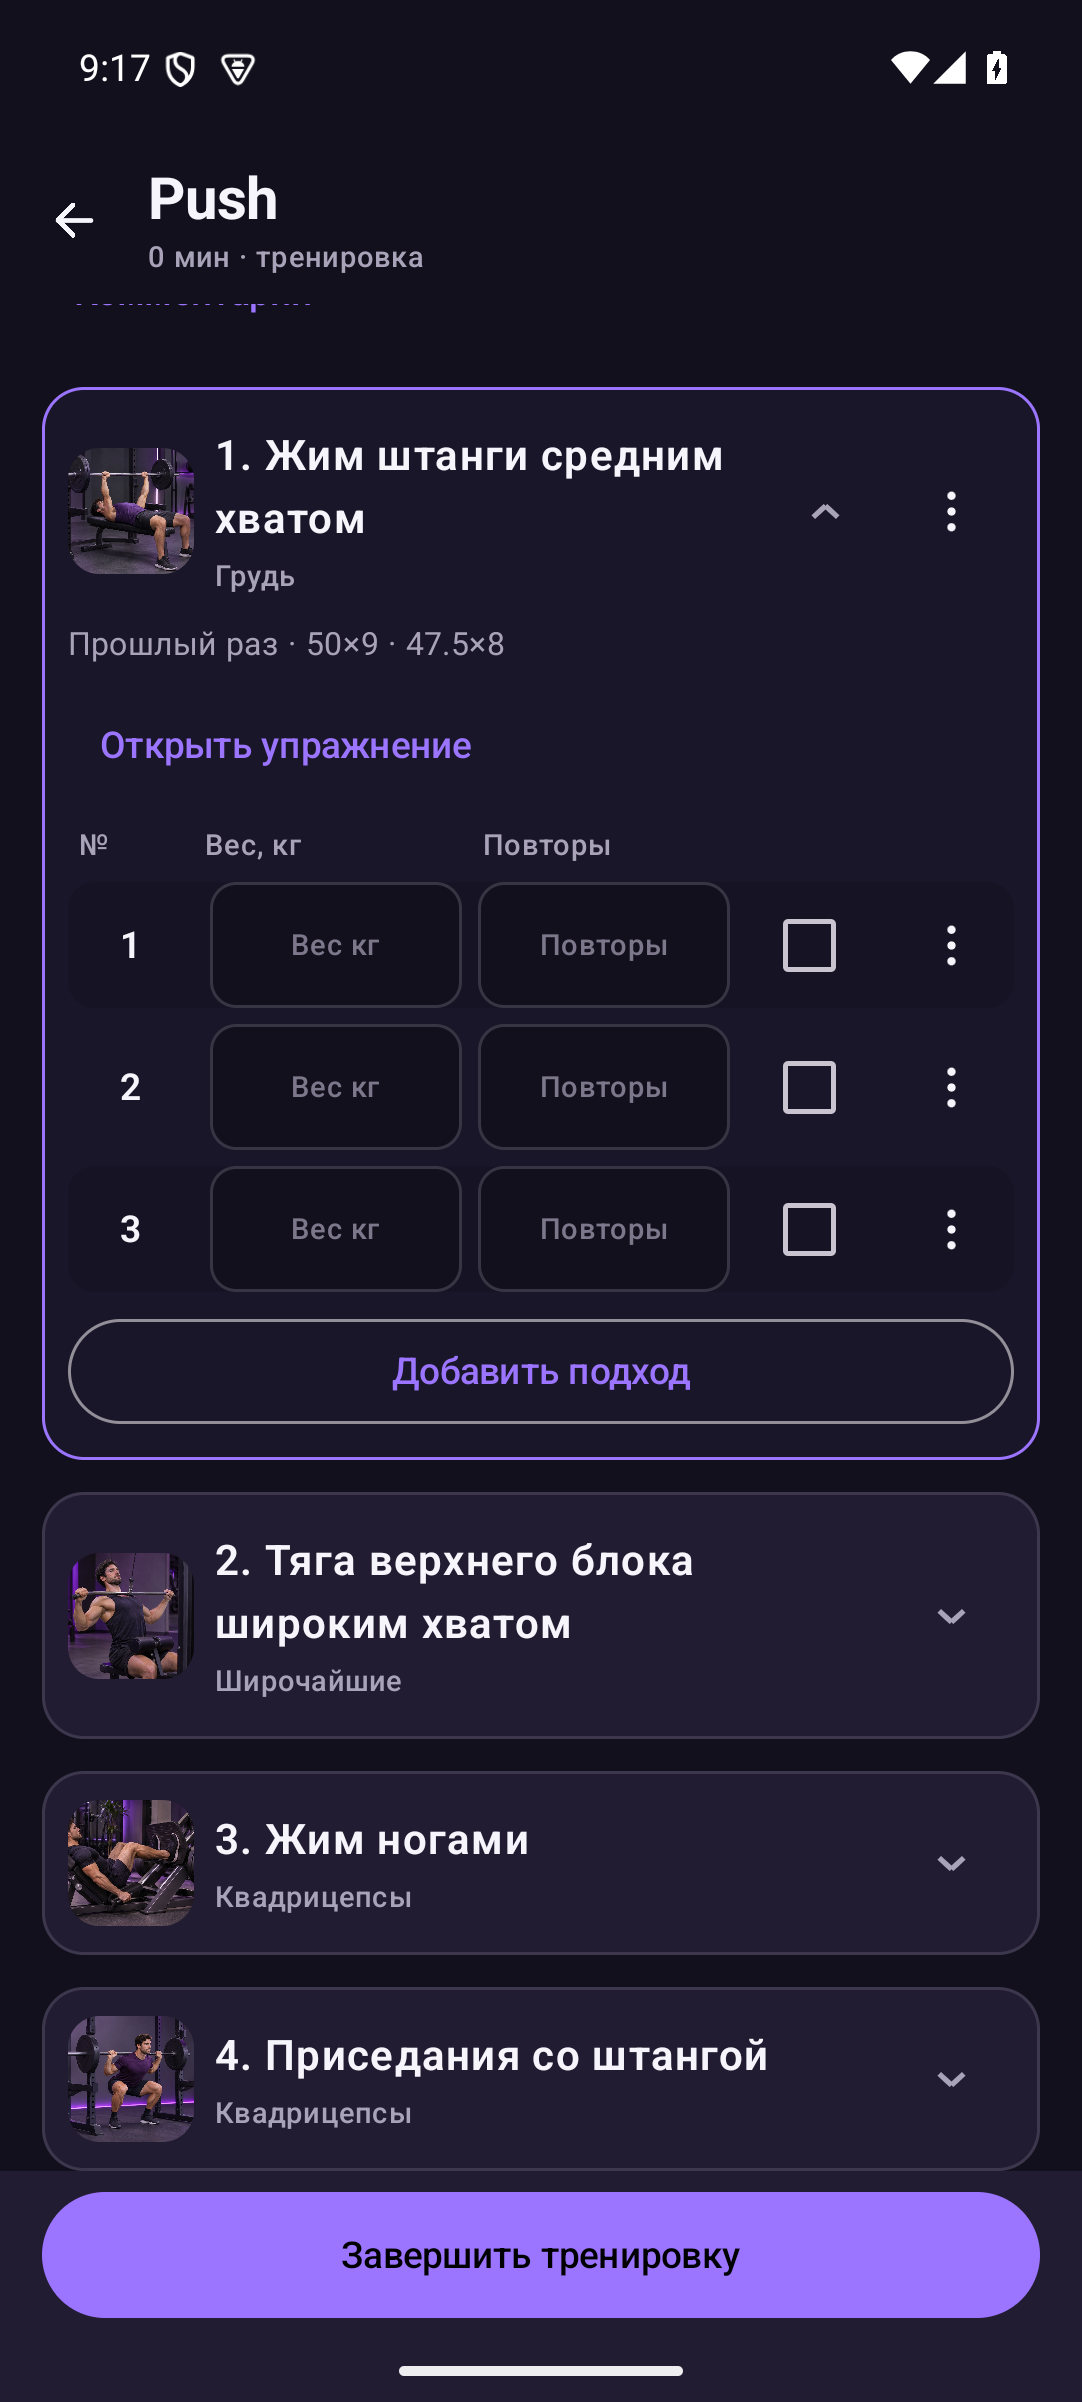 9:17
Push
0 мин · тренировка
1. Жим штанги средним
хватом
Грудь
Прошлый раз · 50×9 · 47.5×8
Открыть упражнение
№ Вес, кг Повторы
1 Вес кг Повторы
2 Вес кг Повторы
3 Вес кг Повторы
Добавить подход
2. Тяга верхнего блока
широким хватом
Широчайшие
3. Жим ногами
Квадрицепсы
4. Приседания со штангой
Квадрицепсы
Завершить тренировку